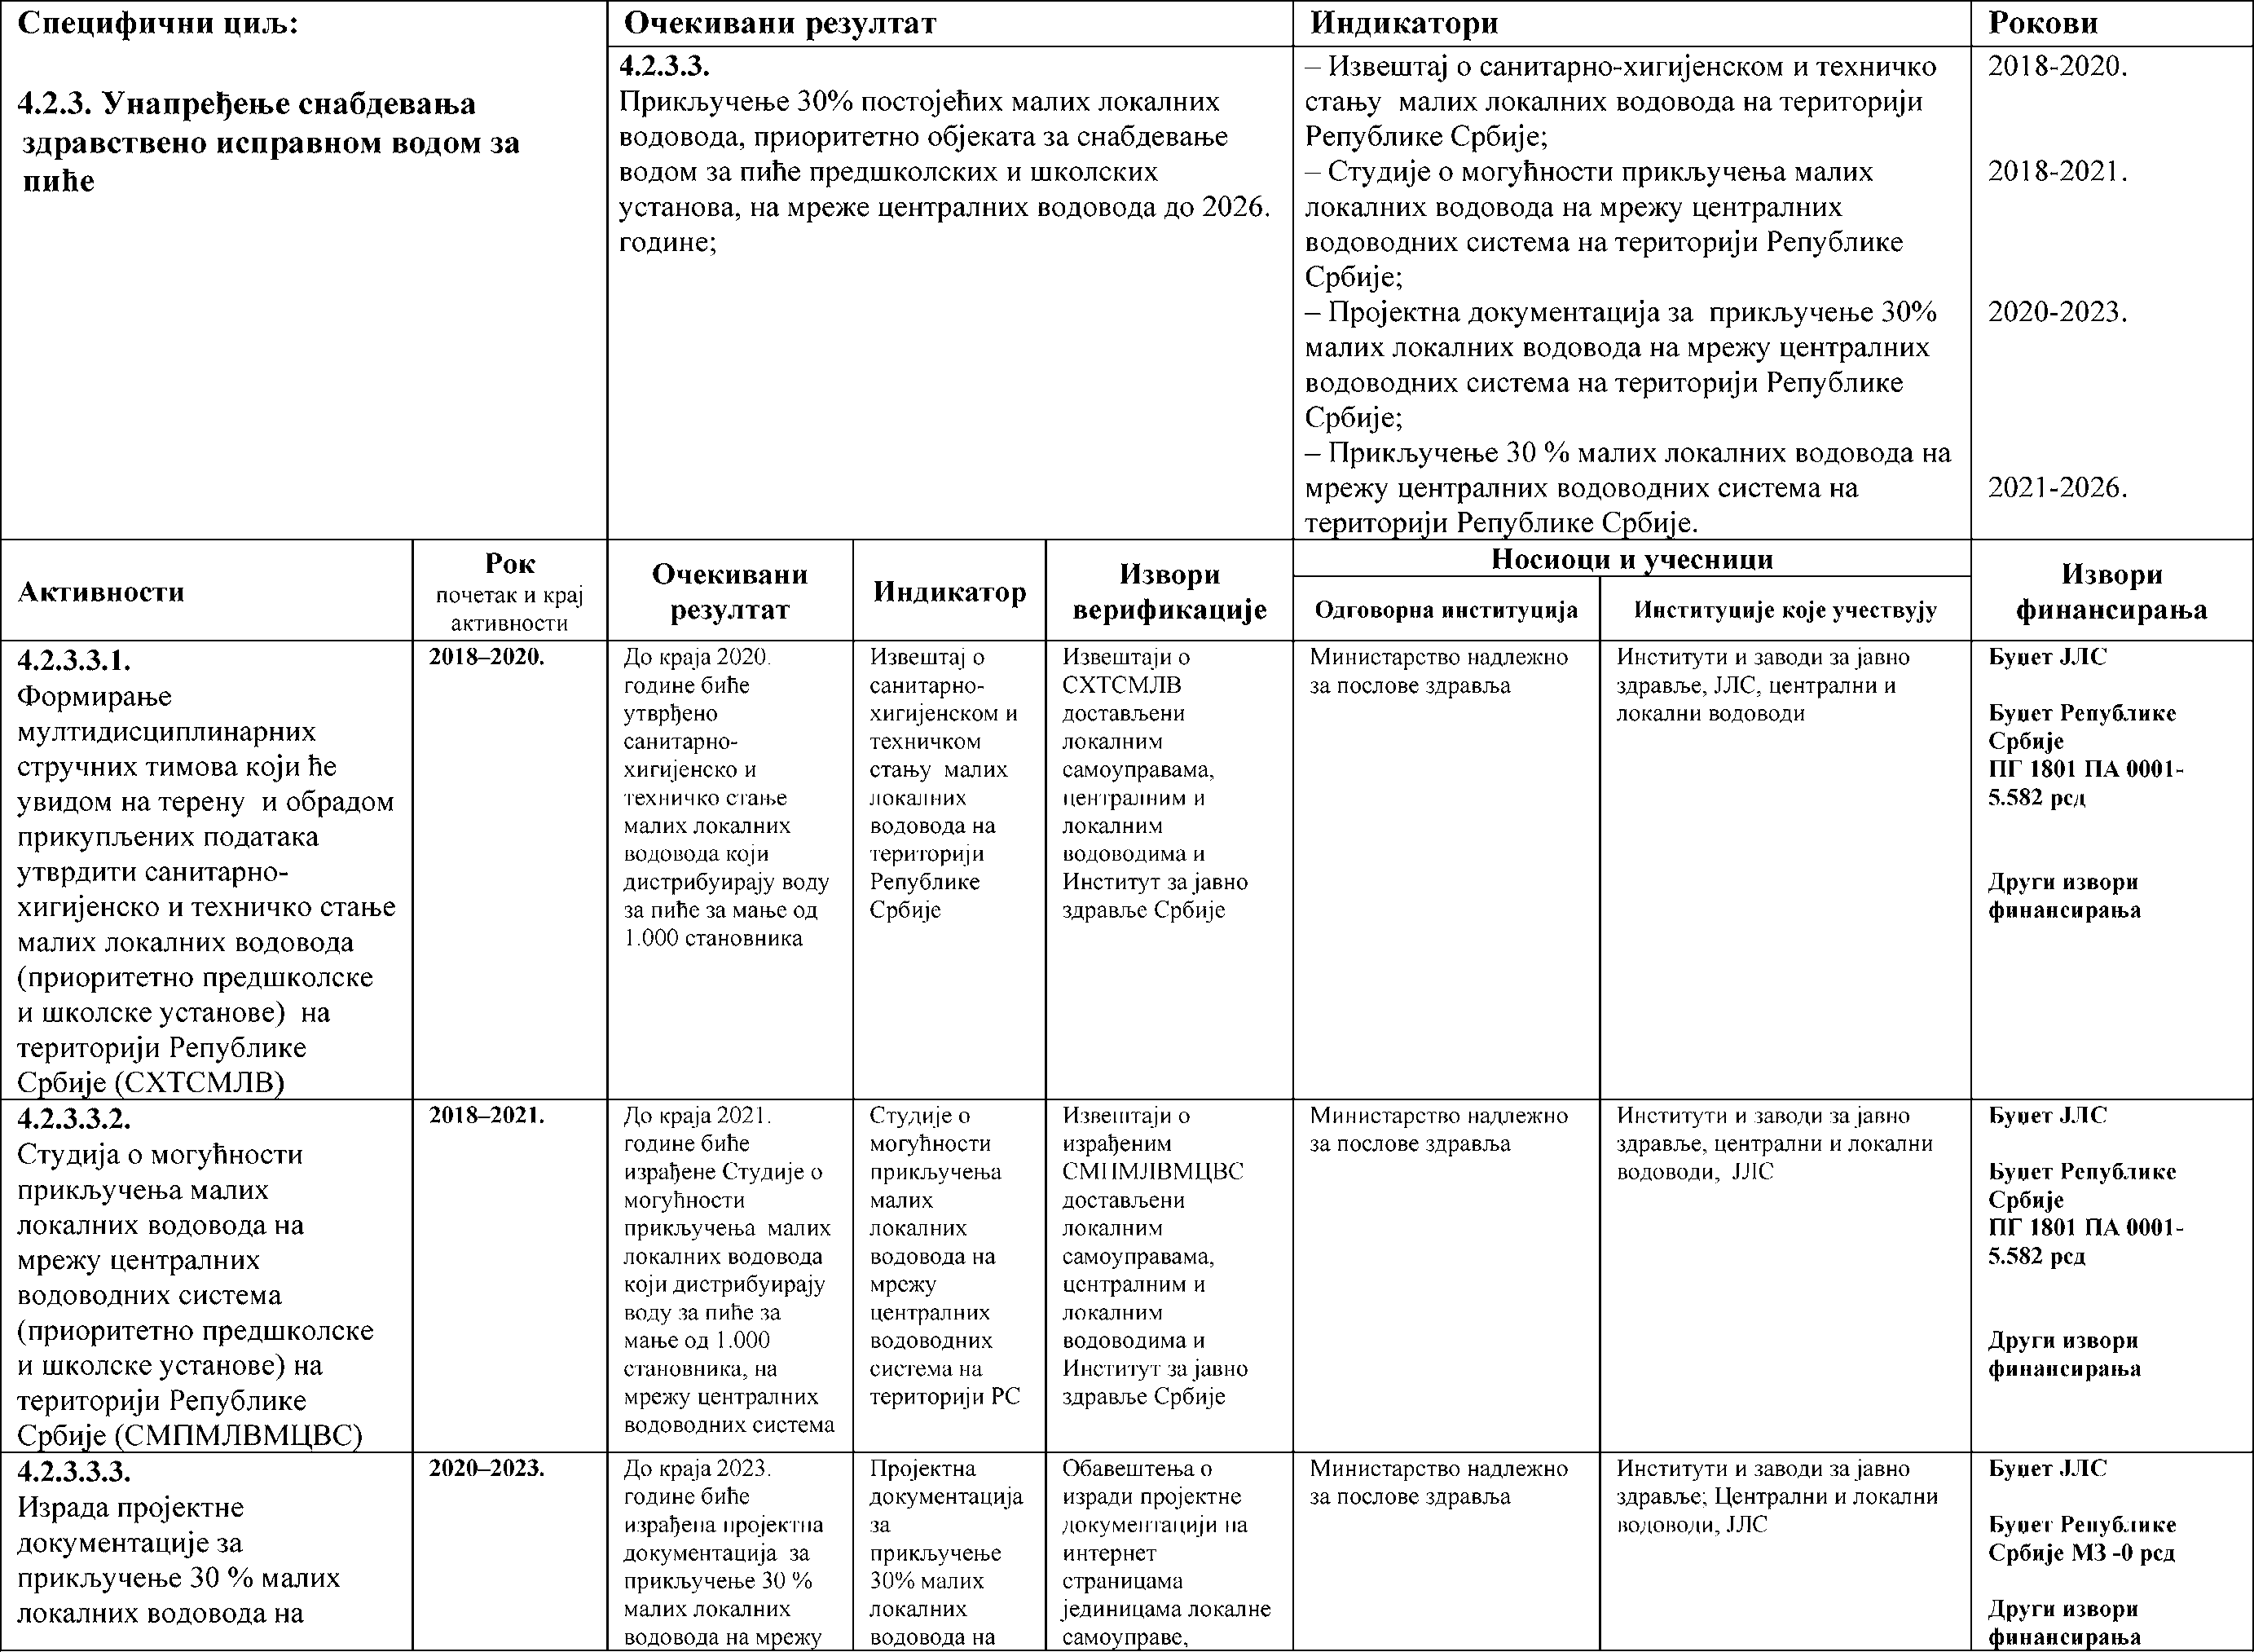 Специфични циљ:
4.2.3. Унапређење снабдевања
здравствено исправном водом за
пиће
Очекивани резултат
4.2.3.3.
Прикључење 30% постојећих малих локалних
водовода, приоритетно објеката за снабдевање
водом за пиће предшколских и школских
установа, на мреже централних водовода до 2026.
године;
Индикатори
– Извештај о санитарно-хигијенском и техничко
стању малих локалних водовода на територији
Републике Србије;
– Студије о могућности прикључења малих
локалних водовода на мрежу централних
водоводних система на територији Републике
Србије;
– Пројектна документација за прикључење 30%
малих локалних водовода на мрежу централних
водоводних система на територији Републике
Србије;
– Прикључење 30 % малих локалних водовода на
мрежу централних водоводних система на
територији Републике Србије.
Рокови
2018-2020.
2018-2021.
2020-2023.
2021-2026.
Активности
Рок
почетак и крај
активности
Очекивани
резултат
Индикатор
Извори
верификације
Носиоци и учесници
Одговорна институција
Институције које учествују
Извори
финансирања
4.2.3.3.1.
Формирање
мултидисциплинарних
стручних тимова који ће
увидом на терену и обрадом
прикупљених података
утврдити санитарно-
хигијенско и техничко стање
малих локалних водовода
(приоритетно предшколске
и школске установе) на
територији Републике
Србије (СХТСМЛВ)
2018–2020.
До краја 2020.
године биће
утврђено
санитарно-
хигијенско и
техничко стање
малих локалних
водовода који
дистрибуирају воду
за пиће за мање од
1.000 становника
Извештај о
санитарно-
хигијенском и
техничком
стању малих
локалних
водовода на
територији
Републике
Србије
Извештаји о
СХТСМЛВ
достављени
локалним
самоуправама,
централним и
локалним
водоводима и
Институт за јавно
здравље Србије
Министарство надлежно
за послове здравља
Институти и заводи за јавно
здравље, ЈЛС, централни и
локални водоводи
Буџет ЈЛС
Буџет Републике
Србије
ПГ 1801 ПА 0001-
5.582 рсд
Други извори
финансирања
4.2.3.3.2.
Студија о могућности
прикључења малих
локалних водовода на
мрежу централних
водоводних система
(приоритетно предшколске
и школске установе) на
територији Републике
Србије (СМПМЛВМЦВС)
2018–2021.
До краја 2021.
године биће
израђене Студије о
могућности
прикључења малих
локалних водовода
који дистрибуирају
воду за пиће за
мање од 1.000
становника, на
мрежу централних
водоводних система
Студије о
могућности
прикључења
малих
локалних
водовода на
мрежу
централних
водоводних
система на
територији РС
Извештаји о
израђеним
СМПМЛВМЦВС
достављени
локалним
самоуправама,
централним и
локалним
водоводима и
Институт за јавно
здравље Србије
Министарство надлежно
за послове здравља
Институти и заводи за јавно
здравље, централни и локални
водоводи, ЈЛС
Буџет ЈЛС
Буџет Републике
Србије
ПГ 1801 ПА 0001-
5.582 рсд
Други извори
финансирања
4.2.3.3.3.
Израда пројектне
документације за
прикључење 30 % малих
локалних водовода на
2020–2023.
До краја 2023.
године биће
израђена пројектна
документација за
прикључење 30 %
малих локалних
водовода на мрежу
Пројектна
документација
за
прикључење
30% малих
локалних
водовода на
Обавештења о
изради пројектне
документацији на
интернет
страницама
јединицама локалне
самоуправе,
Министарство надлежно
за послове здравља
Институти и заводи за јавно
здравље; Централни и локални
водоводи, ЈЛС
Буџет ЈЛС
Буџет Републике
Србије МЗ -0 рсд
Други извори
финансирања